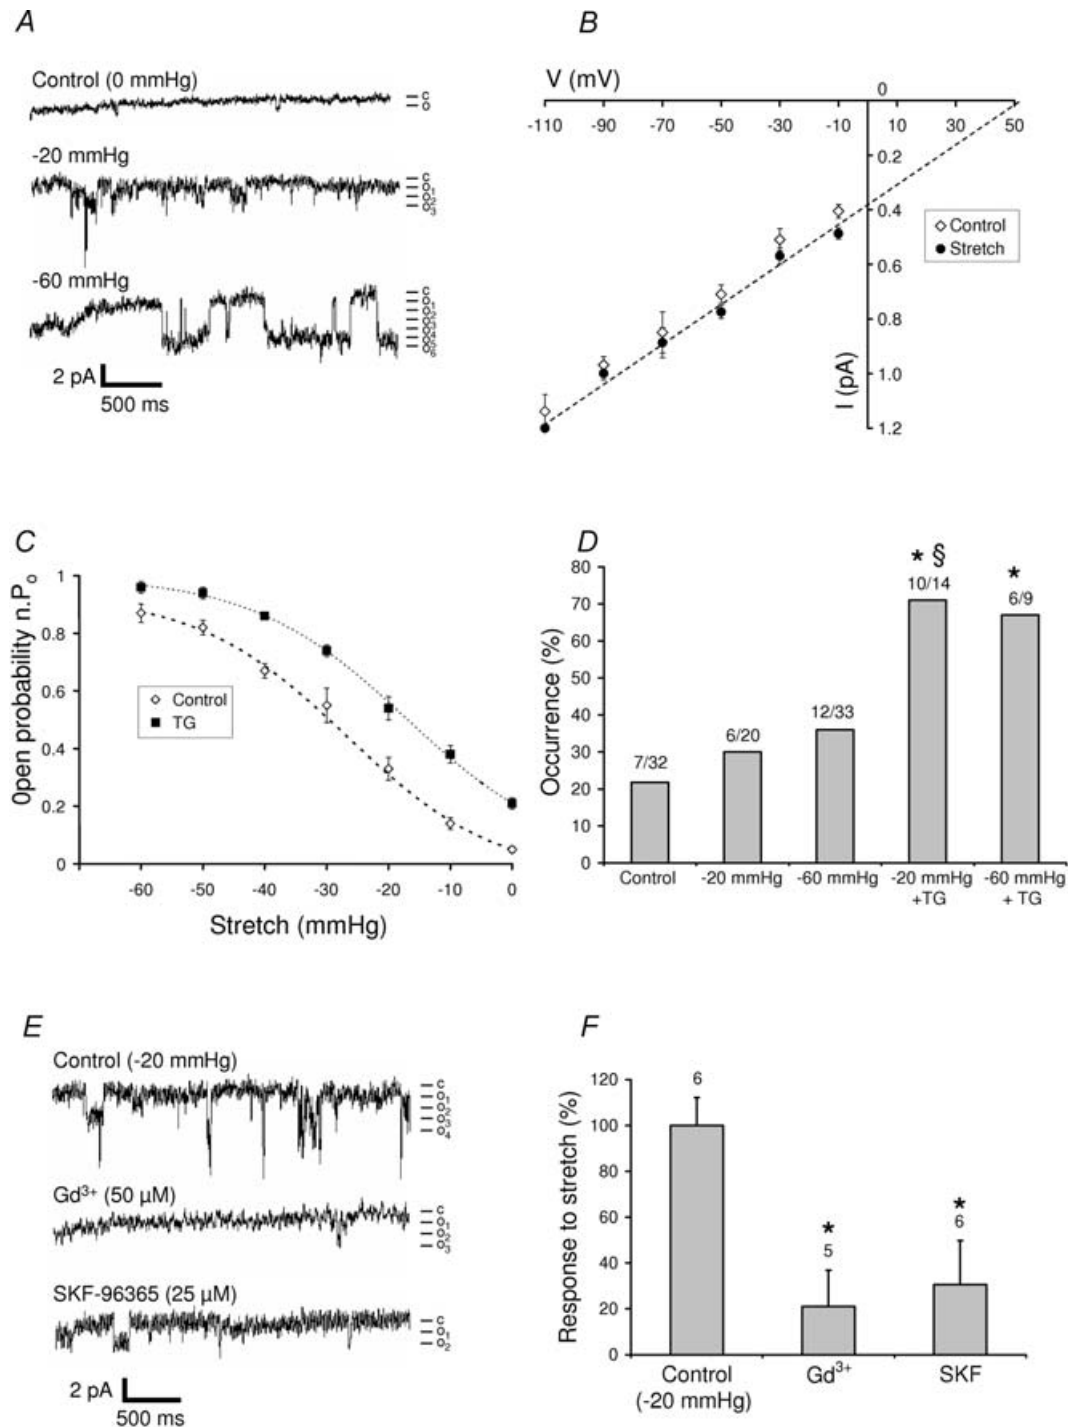 A
Control (0 mmHg)
c
o
-20 mmHg
c
o1
o2
o3
-60 mmHg
c
o1
o2
o3
o4
o5
o6
2 pA
500 ms
B
V (mV)
0
-110 -90 -70 -50 -30 -10 10 30 50
0.2
0.4
0.6
0.8
1.0
1.2
I (pA)
Control
Stretch
C
0pen probability n.Po
1
0.8
0.6
0.4
0.2
0
Control
TG
-60 -50 -40 -30 -20 -10 0
Stretch (mmHg)
D
Occurrence (%)
80
70
60
50
40
30
20
10
0
* §
*
7/32
6/20
12/33
10/14
6/9
Control
-20 mmHg
-60 mmHg
-20 mmHg
+TG
-60 mmHg
+ TG
E
Control (-20 mmHg)
c
o1
o2
o3
o4
Gd3+ (50 µM)
c
o1
o2
o3
SKF-96365 (25 µM)
c
o1
o2
2 pA
500 ms
F
Response to stretch (%)
120
100
80
60
40
20
0
6
*
5
*
6
Control
(-20 mmHg)
Gd3+
SKF